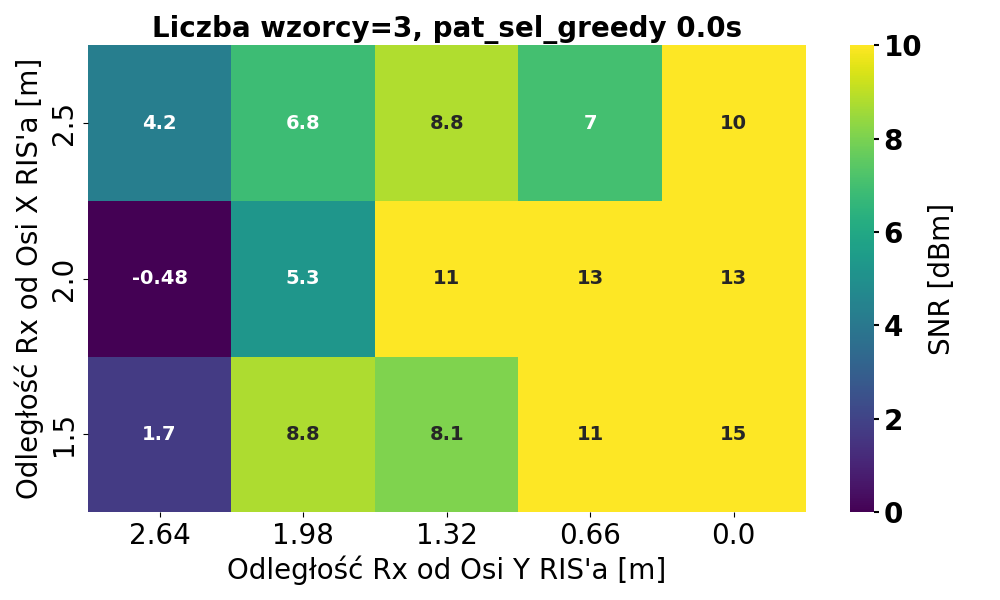 Liczba wzorcy=3, pat_sel_greedy 0.0s
Odległość Rx od Osi X RIS'a [m]
2.5
2.0
1.5
4.2 6.8 8.8 7 10
-0.48 5.3 11 13 13
1.7 8.8 8.1 11 15
2.64 1.98 1.32 0.66 0.0
Odległość Rx od Osi Y RIS'a [m]
10
8
6
4
2
0
SNR [dBm]